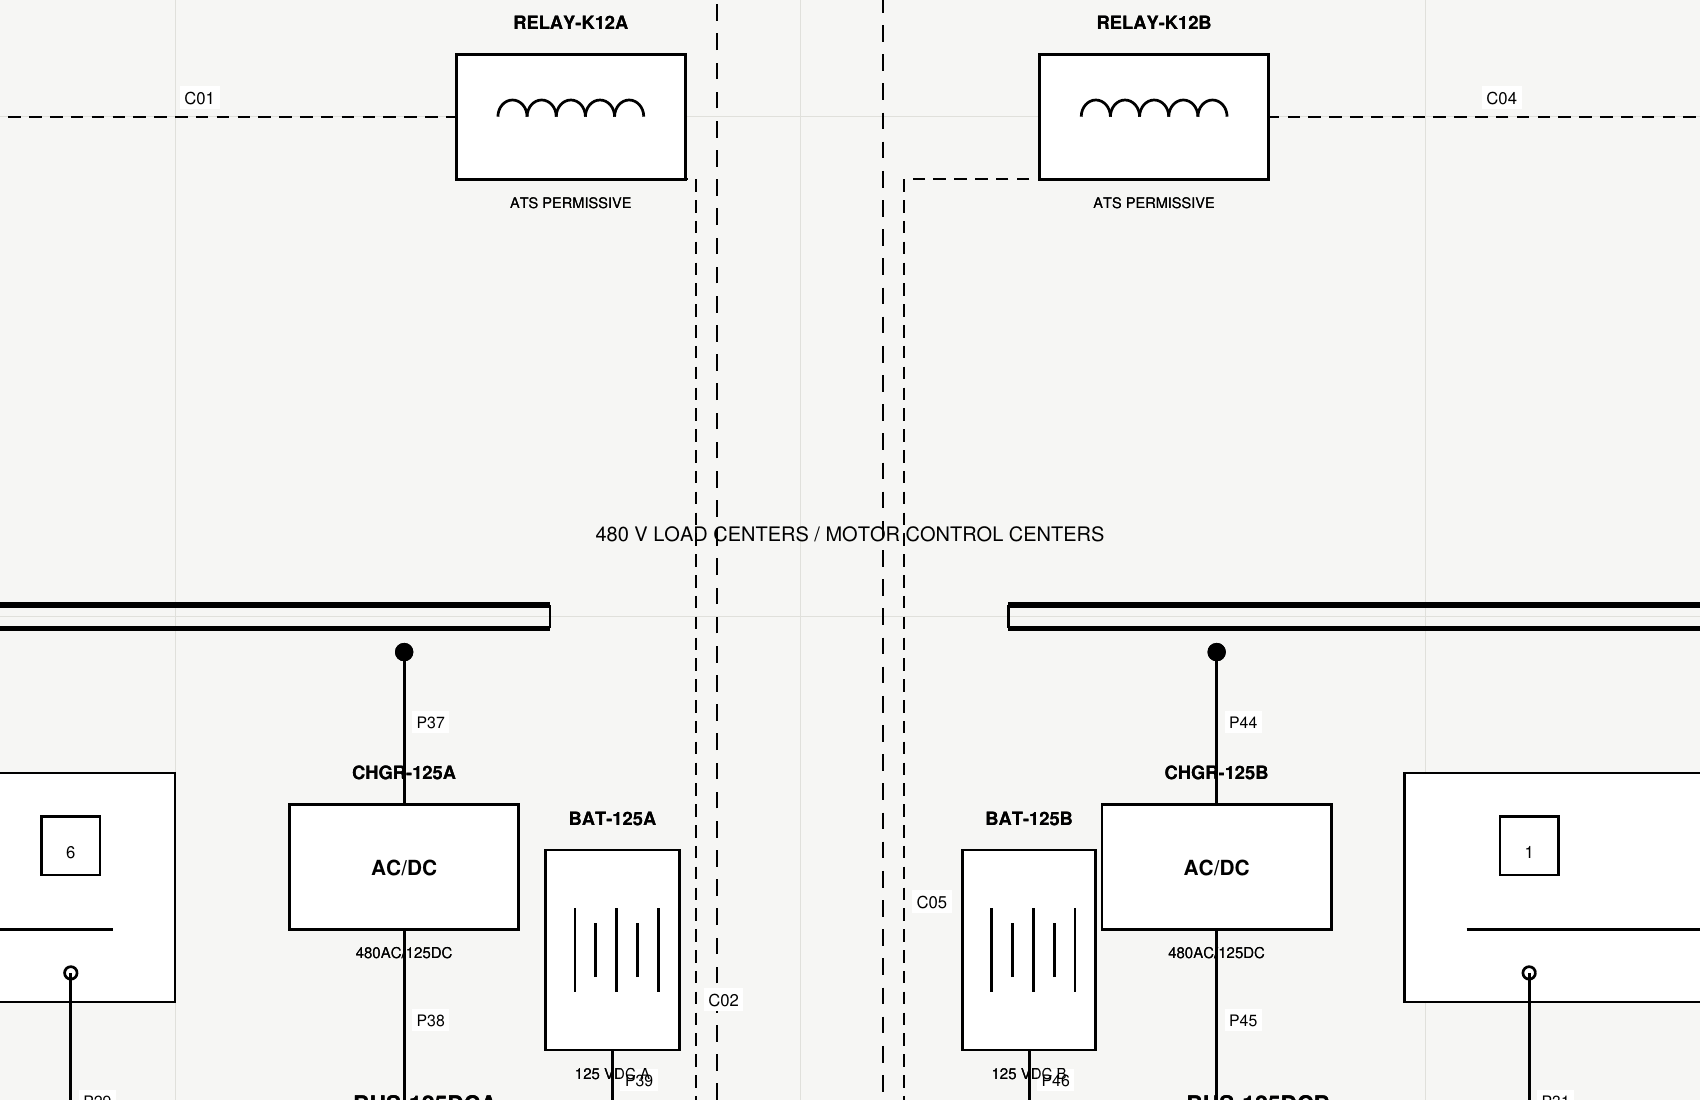 RELAY-K12A
RELAY-K12B
C01
C04
ATS PERMISSIVE
ATS PERMISSIVE
480 V LOAD CENTERS / MOTOR CONTROL CENTERS
P37
P44
CHGR-125A
CHGR-125B
BAT-125A
BAT-125B
6
AC/DC
AC/DC
1
C05
480AC/125DC
480AC/125DC
C02
P38
P45
125 VDC A
P39
125 VDC B
P46